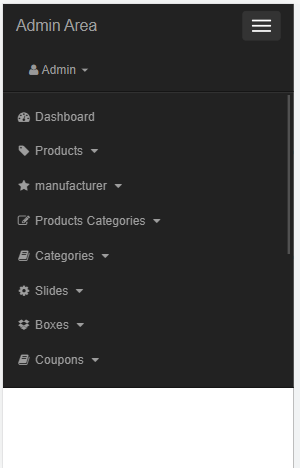 Admin Area
Admin
Dashboard
Products
manufacturer
Products Categories
Categories
Slides
Boxes
Coupons